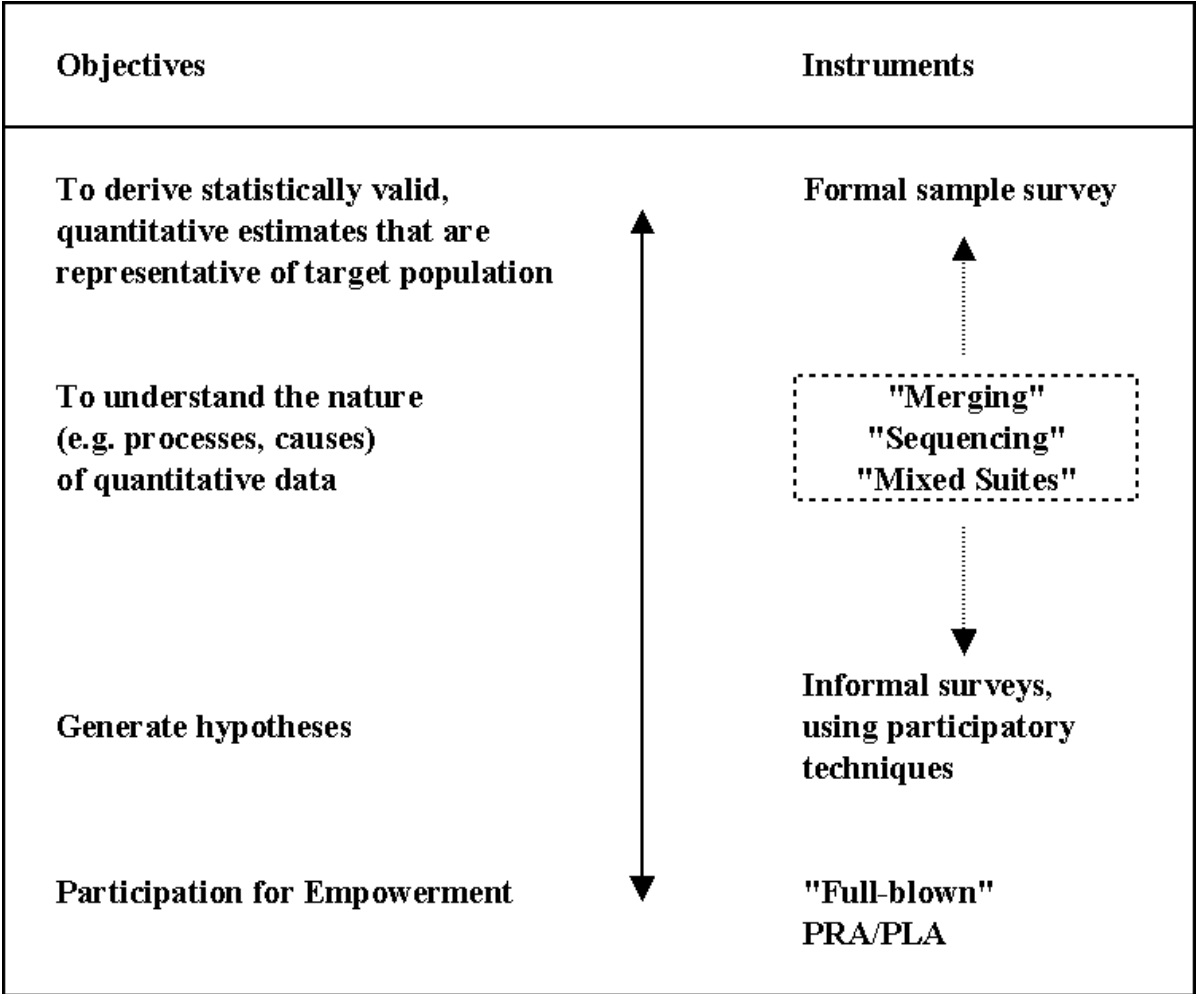 Objectives
Instruments
To derive statistically valid,
quantitative estimates that are
representative of target population
Formal sample survey
To understand the nature
(e.g. processes, causes)
of quantitative data
"Merging"
"Sequencing"
"Mixed Suites"
Generate hypotheses
Informal surveys,
using participatory
techniques
Participation for Empowerment
"Full-blown"
PRA/PLA